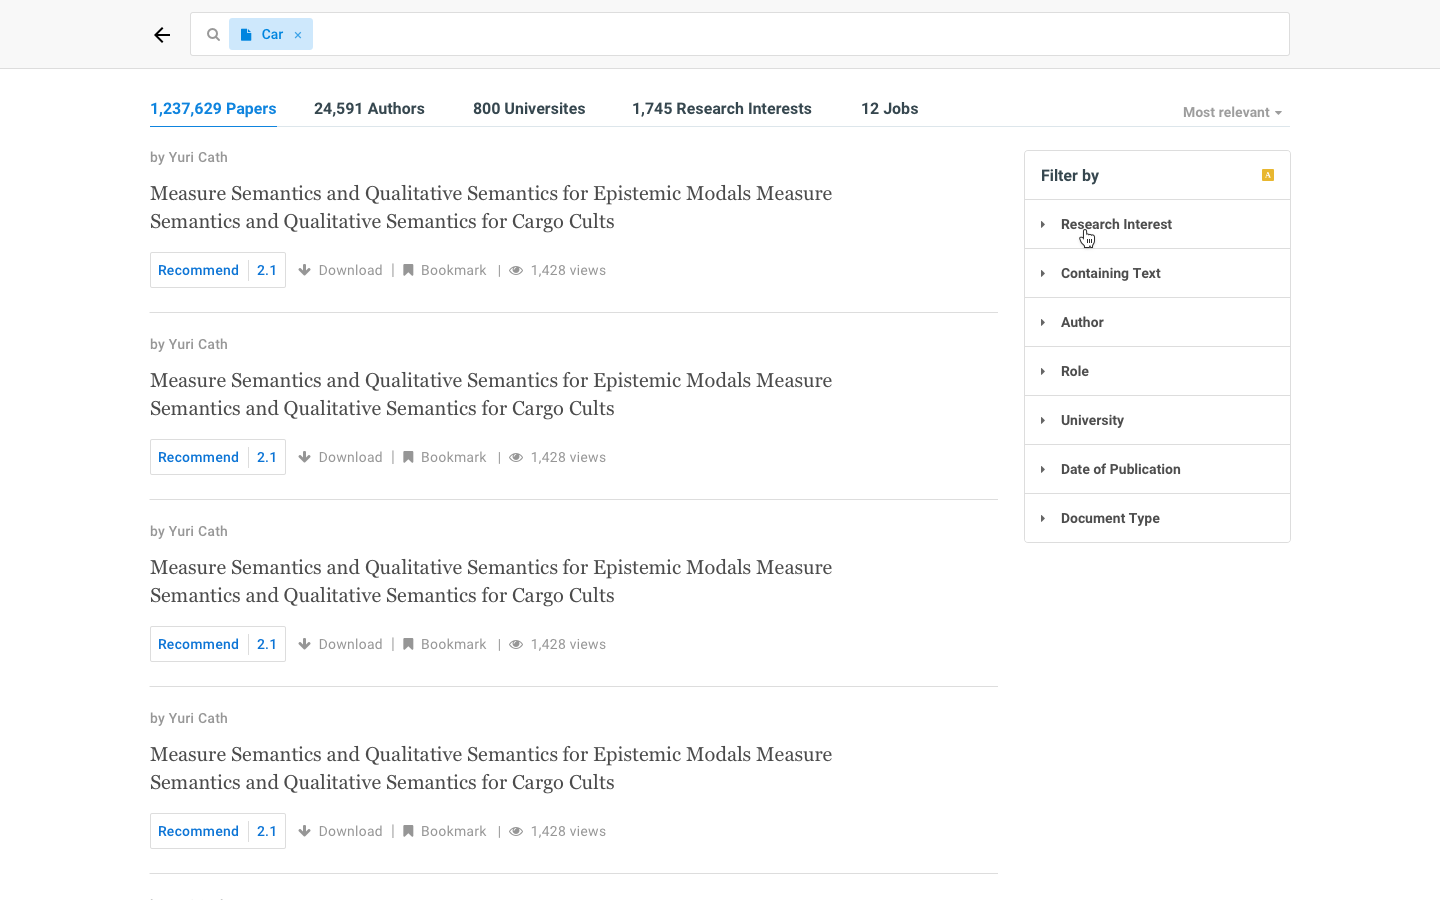 Car ×
1,237,629 Papers
24,591 Authors
800 Universites
1,745 Research Interests
12 Jobs
Most relevant
by Yuri Cath
Measure Semantics and Qualitative Semantics for Epistemic Modals Measure
Semantics and Qualitative Semantics for Cargo Cults
Recommend 2.1 Download | Bookmark | 1,428 views
by Yuri Cath
Measure Semantics and Qualitative Semantics for Epistemic Modals Measure
Semantics and Qualitative Semantics for Cargo Cults
Recommend 2.1 Download | Bookmark | 1,428 views
by Yuri Cath
Measure Semantics and Qualitative Semantics for Epistemic Modals Measure
Semantics and Qualitative Semantics for Cargo Cults
Recommend 2.1 Download | Bookmark | 1,428 views
by Yuri Cath
Measure Semantics and Qualitative Semantics for Epistemic Modals Measure
Semantics and Qualitative Semantics for Cargo Cults
Recommend 2.1 Download | Bookmark | 1,428 views
Filter by A
Research Interest
Containing Text
Author
Role
University
Date of Publication
Document Type